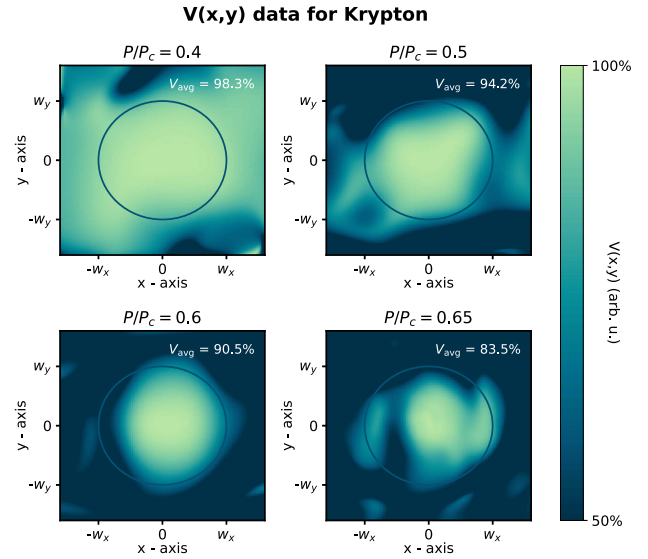 V(x,y) data for Krypton
P/P_c = 0.4
V_avg = 98.3%
y - axis
w_y
0
-w_y
-w_x
0
w_x
x - axis
P/P_c = 0.5
V_avg = 94.2%
y - axis
w_y
0
-w_y
-w_x
0
w_x
x - axis
P/P_c = 0.6
V_avg = 90.5%
y - axis
w_y
0
-w_y
-w_x
0
w_x
x - axis
P/P_c = 0.65
V_avg = 83.5%
y - axis
w_y
0
-w_y
-w_x
0
w_x
x - axis
100%
V(x,y) (arb. u.)
50%